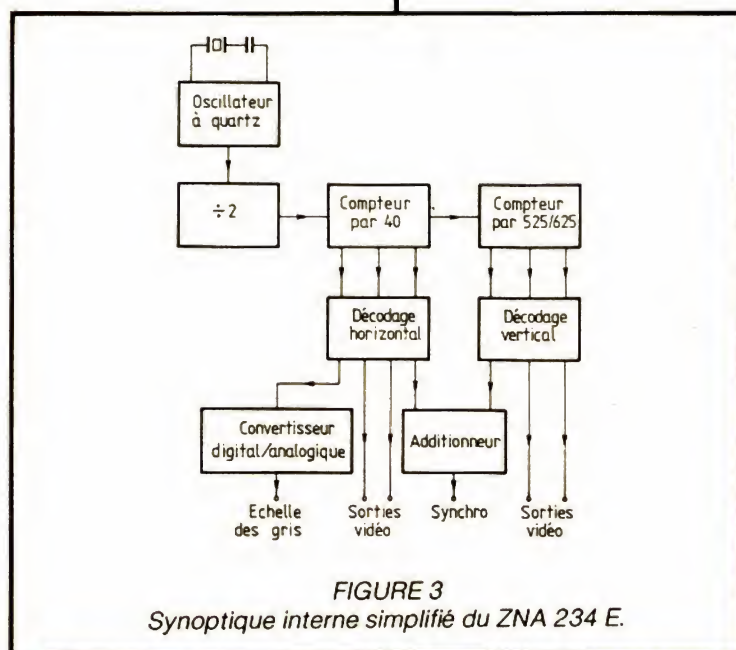 Oscillateur
à quartz
÷2
Compteur
par 40
Compteur
par 525/625
Décodage
horizontal
Décodage
vertical
Convertisseur
digital/analogique
Additionneur
Echelle
des gris
Sorties
vidéo
Synchro
Sorties
vidéo
FIGURE 3
Synoptique interne simplifié du ZNA 234 E.